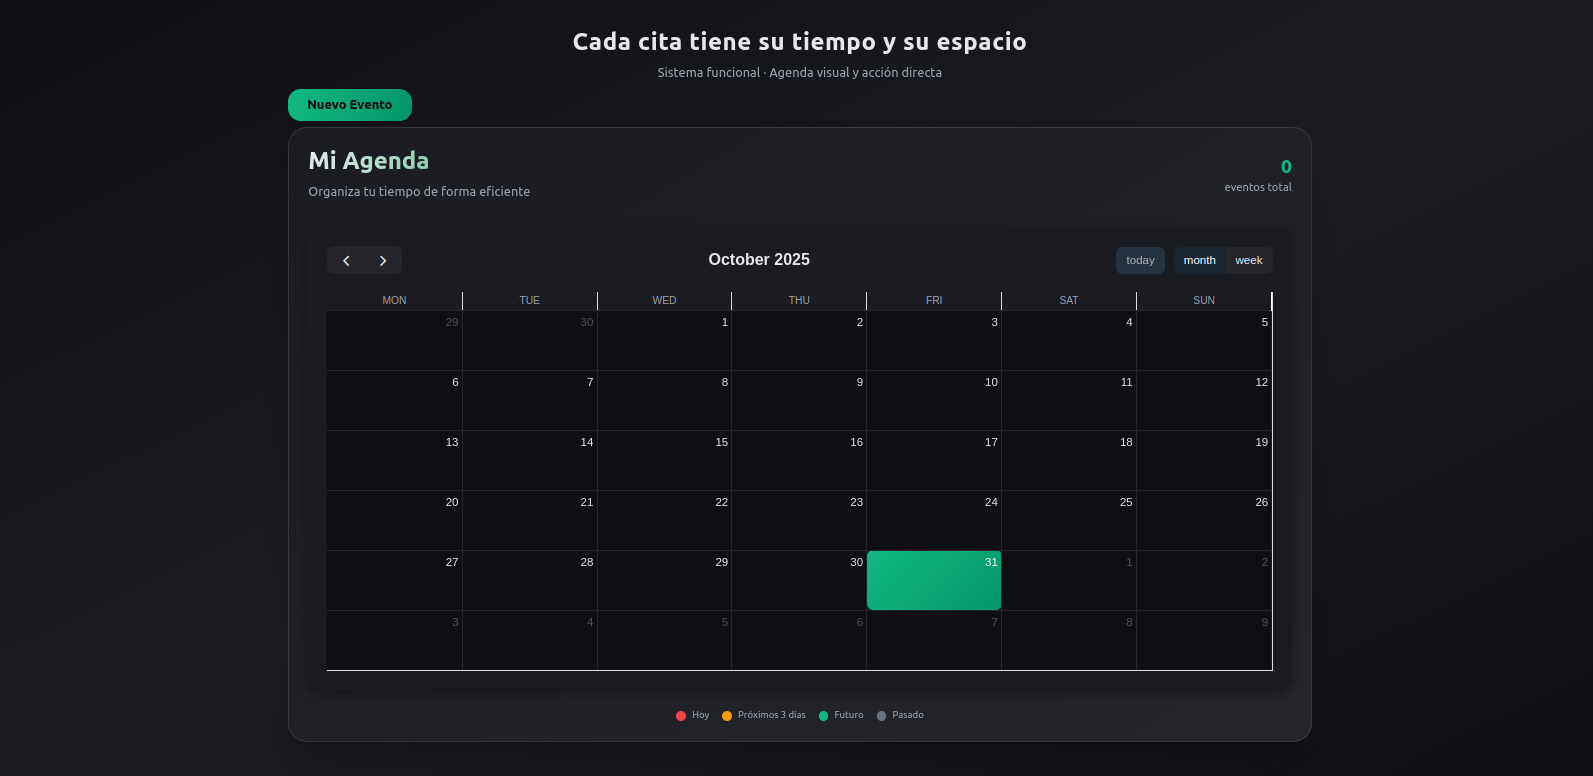 Cada cita tiene su tiempo y su espacio
Sistema funcional · Agenda visual y acción directa
Nuevo Evento
Mi Agenda
0
Organiza tu tiempo de forma eficiente
eventos total
October 2025
today month week
MON TUE WED THU FRI SAT SUN
29 30 1 2 3 4 5
6 7 8 9 10 11 12
13 14 15 16 17 18 19
20 21 22 23 24 25 26
27 28 29 30 31 1 2
3 4 5 6 7 8 9
Hoy Próximos 3 días Futuro Pasado